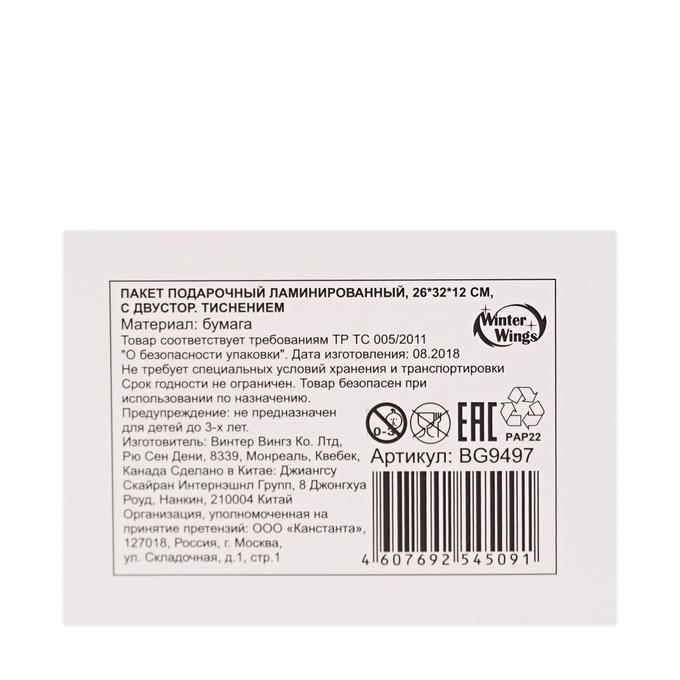 ПАКЕТ ПОДАРОЧНЫЙ ЛАМИНИРОВАННЫЙ, 26*32*12 СМ,
С ДВУСТОР. ТИСНЕНИЕМ
Материал: бумага
Товар соответствует требованиям ТР ТС 005/2011
"О безопасности упаковки". Дата изготовления: 08.2018
Не требует специальных условий хранения и транспортировки
Срок годности не ограничен. Товар безопасен при
использовании по назначению.
Предупреждение: не предназначен
для детей до 3-х лет.
Изготовитель: Винтер Вингз Ко. Лтд,
Рю Сен Дени, 8339, Монреаль, Квебек,
Канада Сделано в Китае: Джиангсу
Скайран Интернэшнл Групп, 8 Джонгхуа
Роуд, Нанкин, 210004 Китай
Организация, уполномоченная на
принятие претензий: ООО «Канстанта»,
127018, Россия, г. Москва,
ул. Складочная, д.1, стр.1
Winter
Wings
0-3
EAC
PAP22
Артикул: BG9497
4 607692 545091